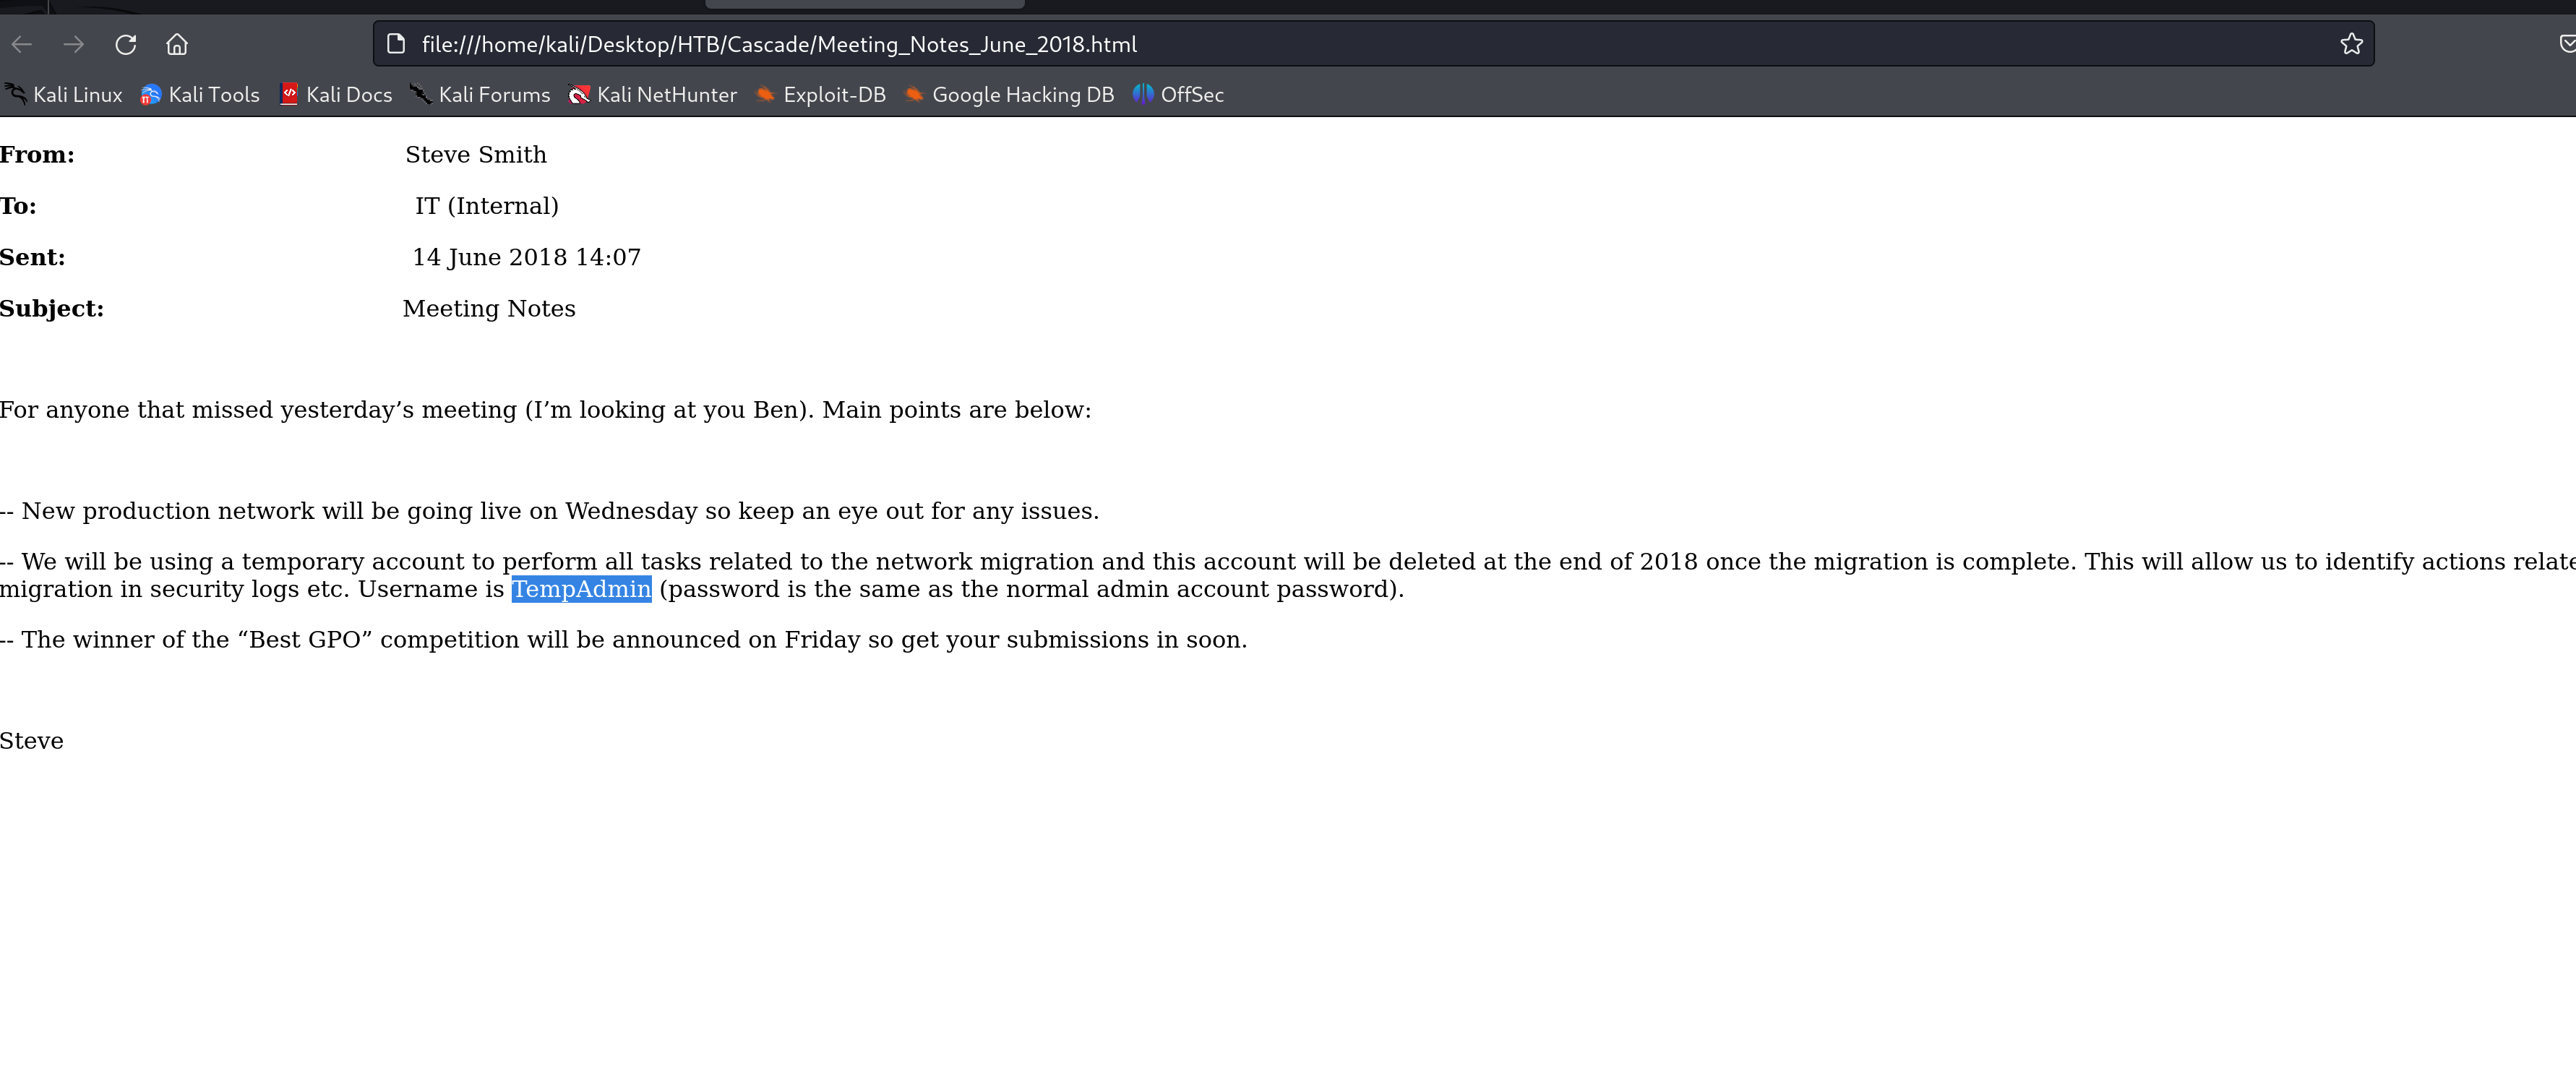 file:///home/kali/Desktop/HTB/Cascade/Meeting_Notes_June_2018.html
Kali Linux Kali Tools Kali Docs Kali Forums Kali NetHunter Exploit-DB Google Hacking DB OffSec
From: Steve Smith
To: IT (Internal)
Sent: 14 June 2018 14:07
Subject: Meeting Notes
For anyone that missed yesterday’s meeting (I’m looking at you Ben). Main points are below:
-- New production network will be going live on Wednesday so keep an eye out for any issues.
-- We will be using a temporary account to perform all tasks related to the network migration and this account will be deleted at the end of 2018 once the migration is complete. This will allow us to identify actions relate
migration in security logs etc. Username is TempAdmin (password is the same as the normal admin account password).
-- The winner of the “Best GPO” competition will be announced on Friday so get your submissions in soon.
Steve